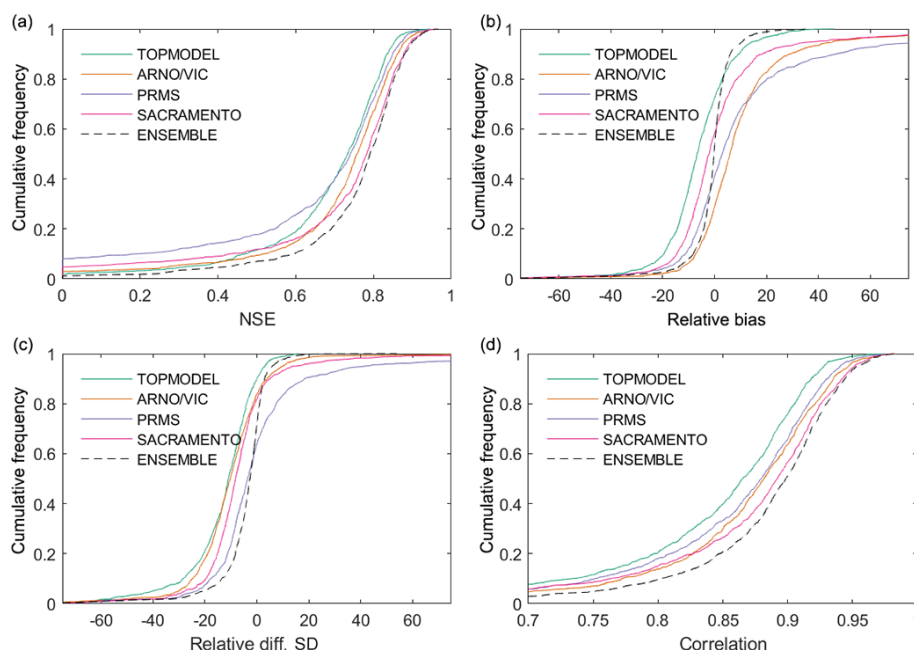 (a)
Cumulative frequency
1
0.8
0.6
0.4
0.2
0
TOPMODEL
ARNO/VIC
PRMS
SACRAMENTO
ENSEMBLE
0 0.2 0.4 0.6 0.8 1
NSE
(b)
Cumulative frequency
1
0.8
0.6
0.4
0.2
0
TOPMODEL
ARNO/VIC
PRMS
SACRAMENTO
ENSEMBLE
-60 -40 -20 0 20 40 60
Relative bias
(c)
Cumulative frequency
1
0.8
0.6
0.4
0.2
0
TOPMODEL
ARNO/VIC
PRMS
SACRAMENTO
ENSEMBLE
-60 -40 -20 0 20 40 60
Relative diff. SD
(d)
Cumulative frequency
1
0.8
0.6
0.4
0.2
0
TOPMODEL
ARNO/VIC
PRMS
SACRAMENTO
ENSEMBLE
0.7 0.75 0.8 0.85 0.9 0.95
Correlation